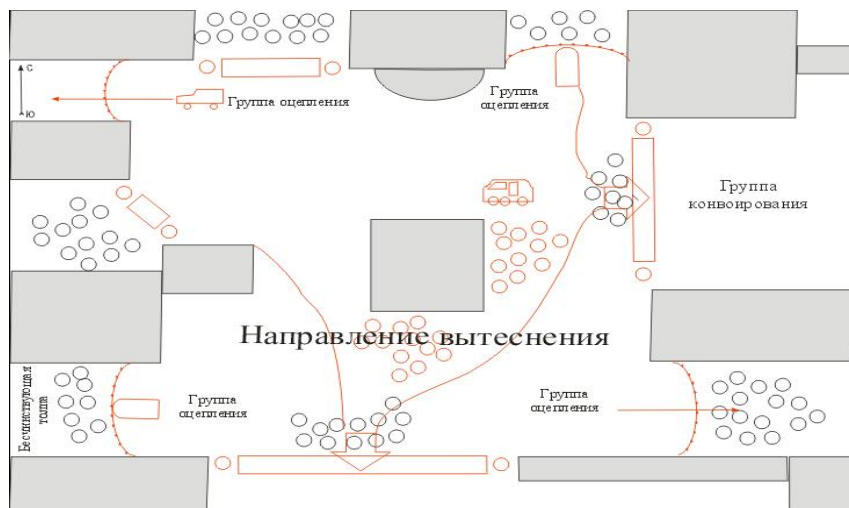 С
Ю
Группа оцепления
Группа
оцепления
Группа
конвоирования
Направление вытеснения
Бесчинствующая
толпа
Группа
оцепления
Группа
оцепления